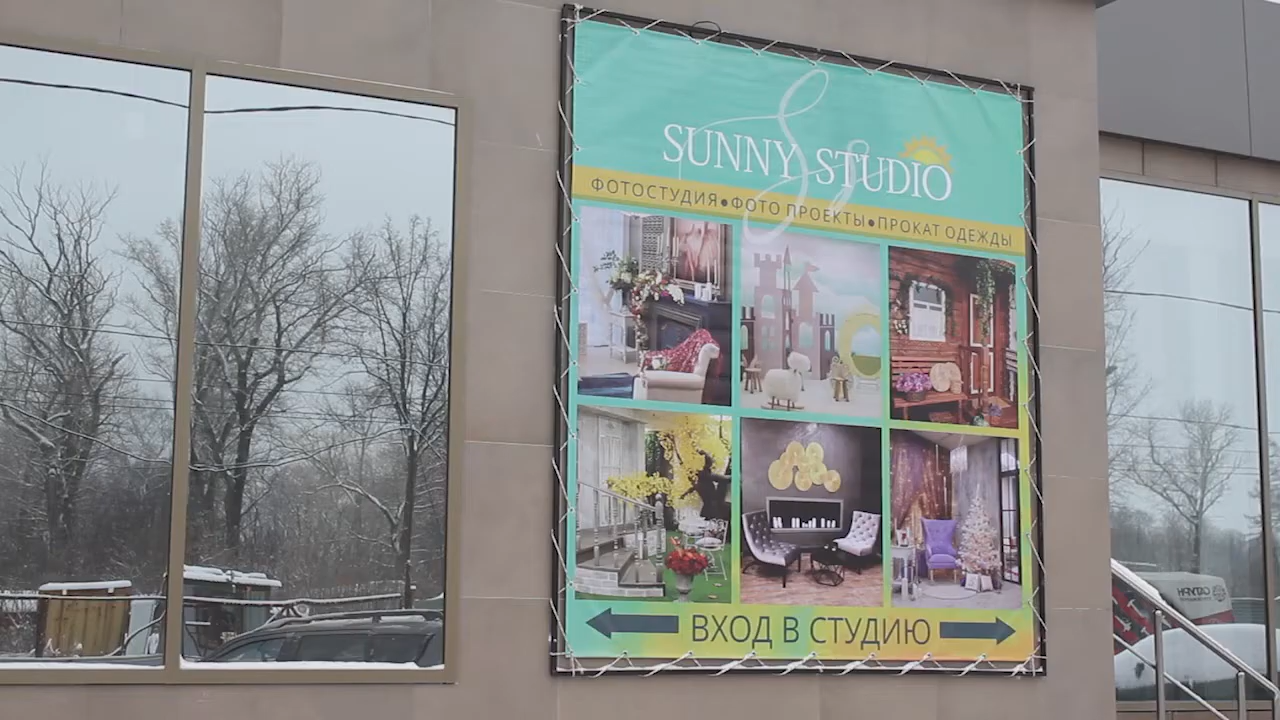 SUNNY STUDIO
ФОТОСТУДИЯ•ФОТО ПРОЕКТЫ•ПРОКАТ ОДЕЖДЫ
ВХОД В СТУДИЮ